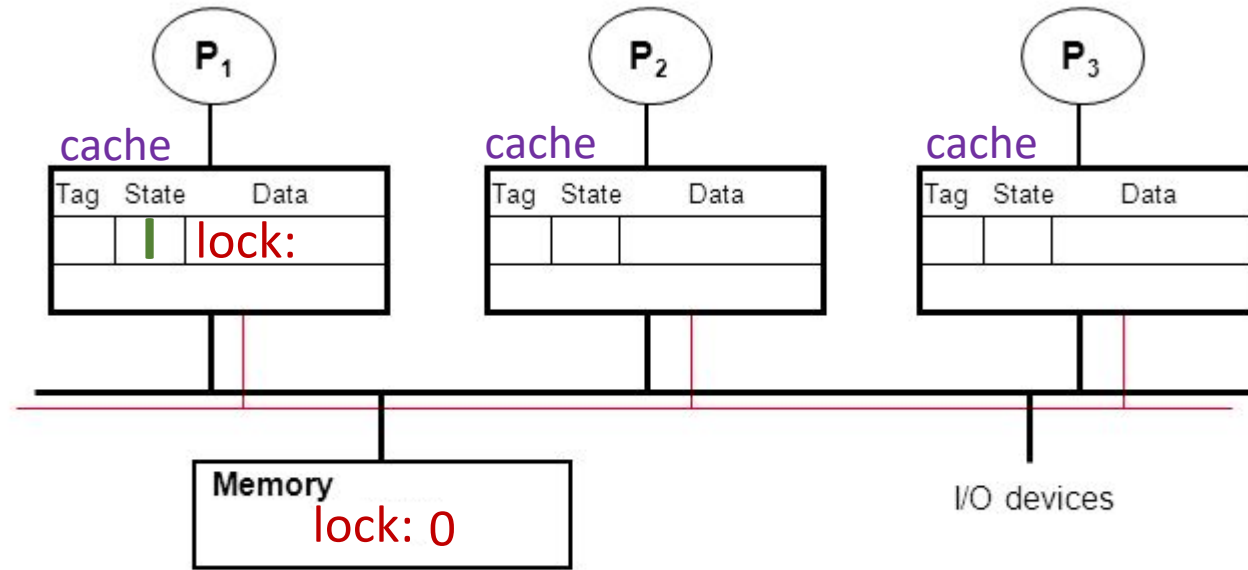 P1 P2 P3
cache cache cache
Tag State Data Tag State Data Tag State Data
I lock:
Memory
lock: 0
I/O devices